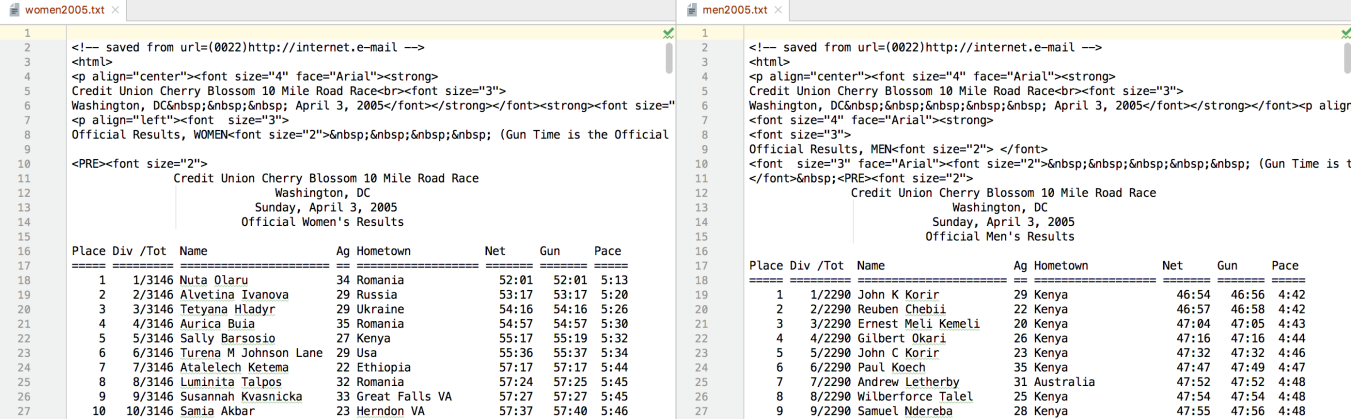 women2005.txt
1
2 <!-- saved from url=(0022)http://internet.e-mail -->
3 <html>
4 <p align="center"><font size="4" face="Arial"><strong>
5 Credit Union Cherry Blossom 10 Mile Road Race<br><font size="3">
6 Washington, DC&nbsp;&nbsp;&nbsp; April 3, 2005</font></strong></font><strong><font size="
7 <p align="left"><font  size="3">
8 Official Results, WOMEN<font size="2">&nbsp;&nbsp;&nbsp;&nbsp; (Gun Time is the Official
9
10 <PRE><font size="2">
11 Credit Union Cherry Blossom 10 Mile Road Race
12 Washington, DC
13 Sunday, April 3, 2005
14 Official Women's Results
15
16 Place Div /Tot  Name                  Ag Hometown            Net     Gun     Pace
17 ===== ========= ====================== == =================== ======= ======= =====
18     1    1/3146 Nuta Olaru            34 Romania             52:01   52:01  5:13
19     2    2/3146 Alvetina Ivanova      29 Russia              53:17   53:17  5:20
20     3    3/3146 Tetyana Hladyr        29 Ukraine             54:16   54:16  5:26
21     4    4/3146 Aurica Buia           35 Romania             54:57   54:57  5:30
22     5    5/3146 Sally Barsosio        27 Kenya               55:17   55:19  5:32
23     6    6/3146 Turena M Johnson Lane 29 Usa                 55:36   55:37  5:34
24     7    7/3146 Atalelech Ketema      22 Ethiopia            57:17   57:17  5:44
25     8    8/3146 Luminita Talpos       32 Romania             57:24   57:25  5:45
26     9    9/3146 Susannah Kvasnicka    33 Great Falls VA      57:27   57:27  5:45
27    10   10/3146 Samia Akbar           23 Herndon VA          57:37   57:40  5:46
men2005.txt
1
2 <!-- saved from url=(0022)http://internet.e-mail -->
3 <html>
4 <p align="center"><font size="4" face="Arial"><strong>
5 Credit Union Cherry Blossom 10 Mile Road Race<br><font size="3">
6 Washington, DC&nbsp;&nbsp;&nbsp;&nbsp;&nbsp; April 3, 2005</font></strong></font><p align
7 <font size="4" face="Arial"><strong>
8 <font size="3">
9 Official Results, MEN<font size="2"> </font>
10 <font  size="3" face="Arial"><font size="2">&nbsp;&nbsp;&nbsp;&nbsp;&nbsp; (Gun Time is t
11 </font>&nbsp;<PRE><font size="2">
12 Credit Union Cherry Blossom 10 Mile Road Race
13 Washington, DC
14 Sunday, April 3, 2005
15 Official Men's Results
16
17 Place Div /Tot  Name                  Ag Hometown            Net     Gun     Pace
18 ===== ========= ====================== == =================== ======= ======= =====
19     1    1/2290 John K Korir          29 Kenya               46:54   46:56  4:42
20     2    2/2290 Reuben Chebii         22 Kenya               46:57   46:58  4:42
21     3    3/2290 Ernest Meli Kemeli    20 Kenya               47:04   47:05  4:43
22     4    4/2290 Gilbert Okari         26 Kenya               47:16   47:16  4:44
23     5    5/2290 John C Korir          23 Kenya               47:32   47:32  4:46
24     6    6/2290 Paul Koech            35 Kenya               47:47   47:49  4:47
25     7    7/2290 Andrew Letherby       31 Australia           47:52   47:52  4:48
26     8    8/2290 Wilberforce Talel     25 Kenya               47:54   47:54  4:48
27     9    9/2290 Samuel Ndereba        28 Kenya               47:55   47:56  4:48